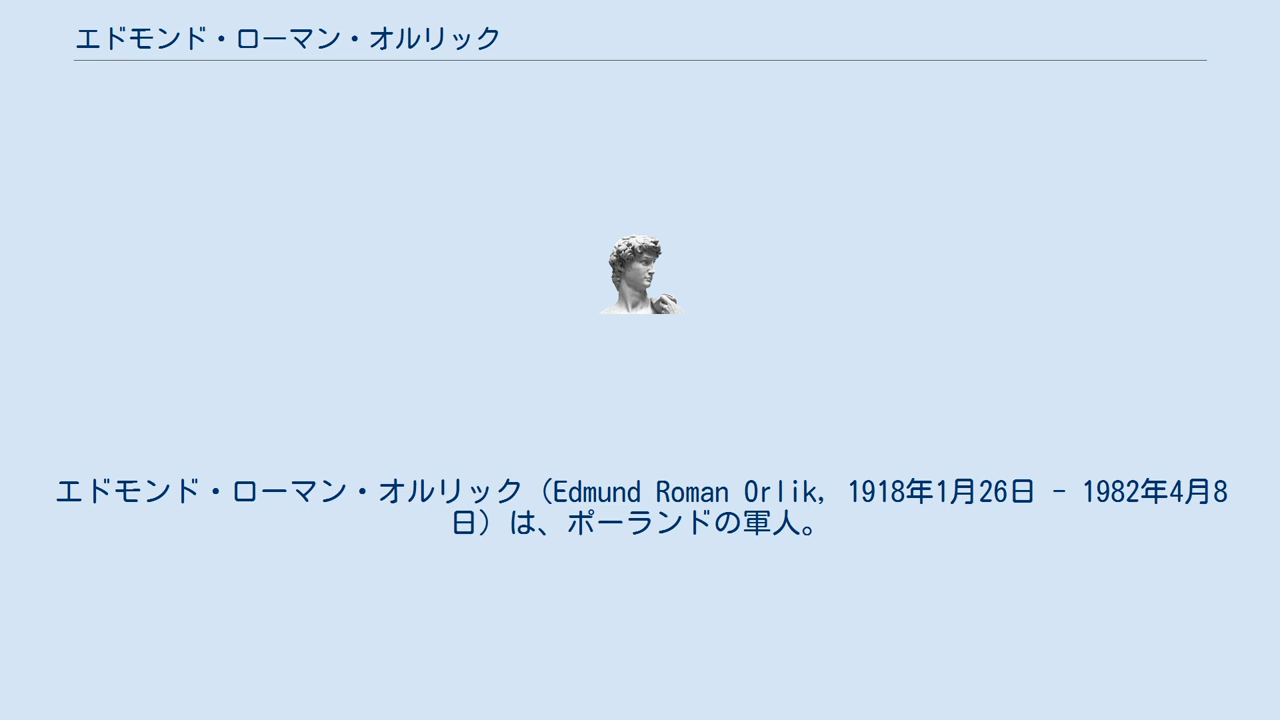 エドモンド・ローマン・オルリック
エドモンド・ローマン・オルリック（Edmund Roman Orlik, 1918年1月26日 - 1982年4月8
日）は、ポーランドの軍人。